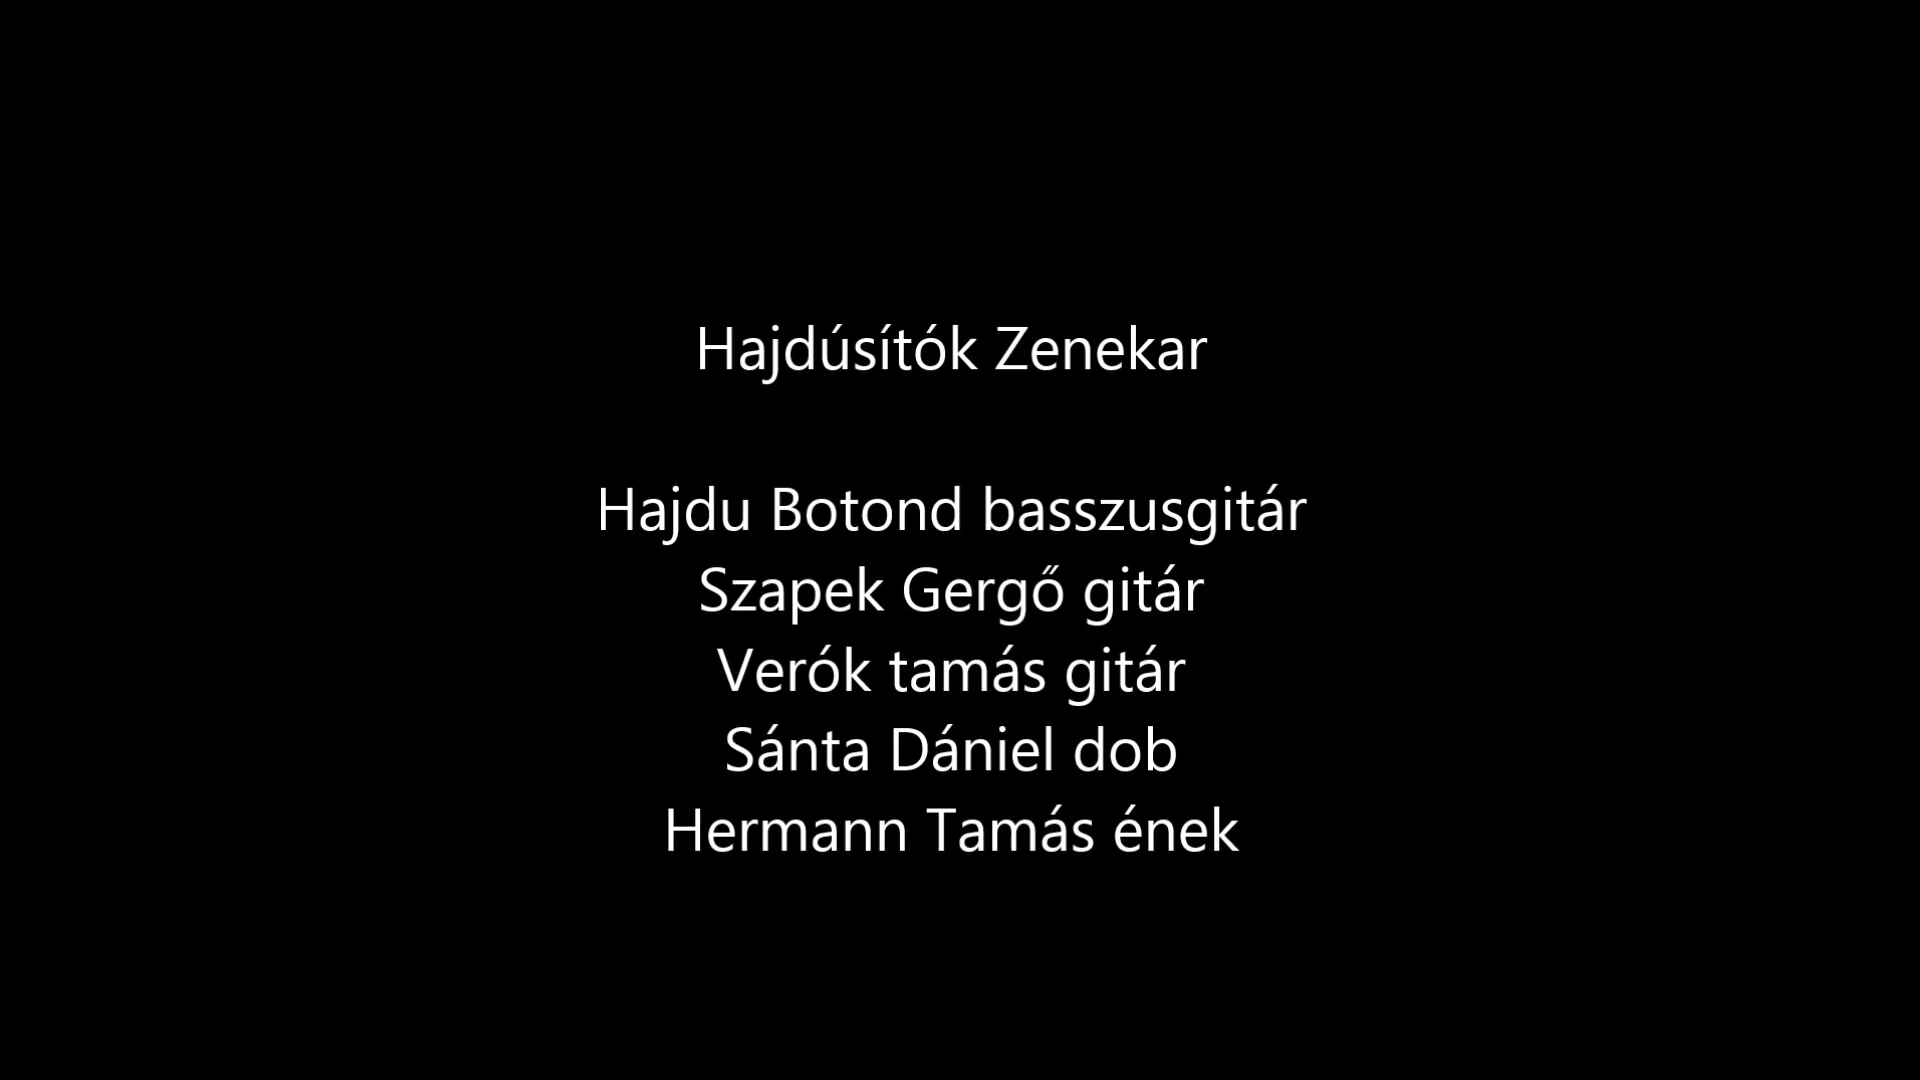 Hajdúsítók Zenekar
Hajdu Botond basszusgitár
Szapek Gergő gitár
Verók tamás gitár
Sánta Dániel dob
Hermann Tamás ének